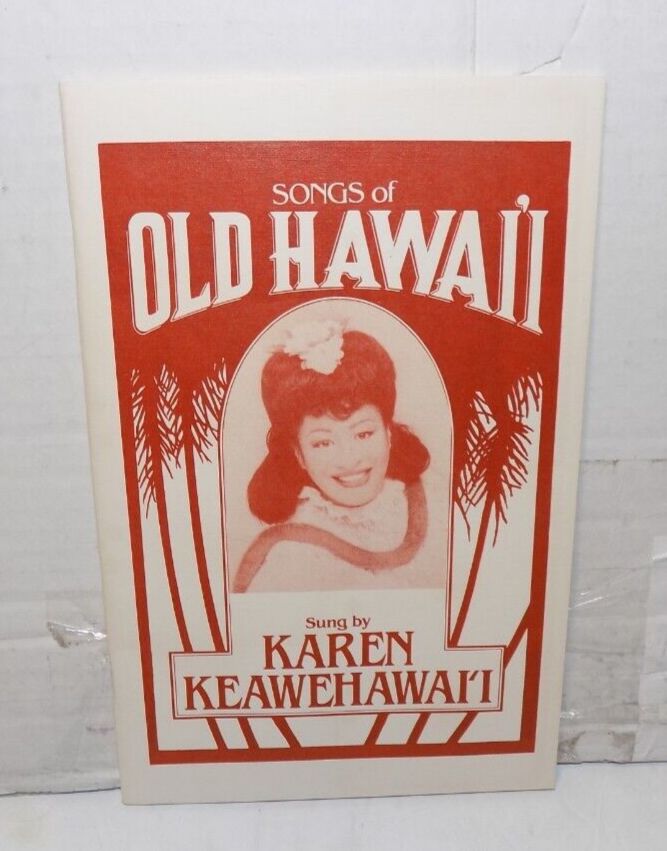 SONGS of
OLD HAWAI'I
Sung by
KAREN
KEAWEHAWAI'I